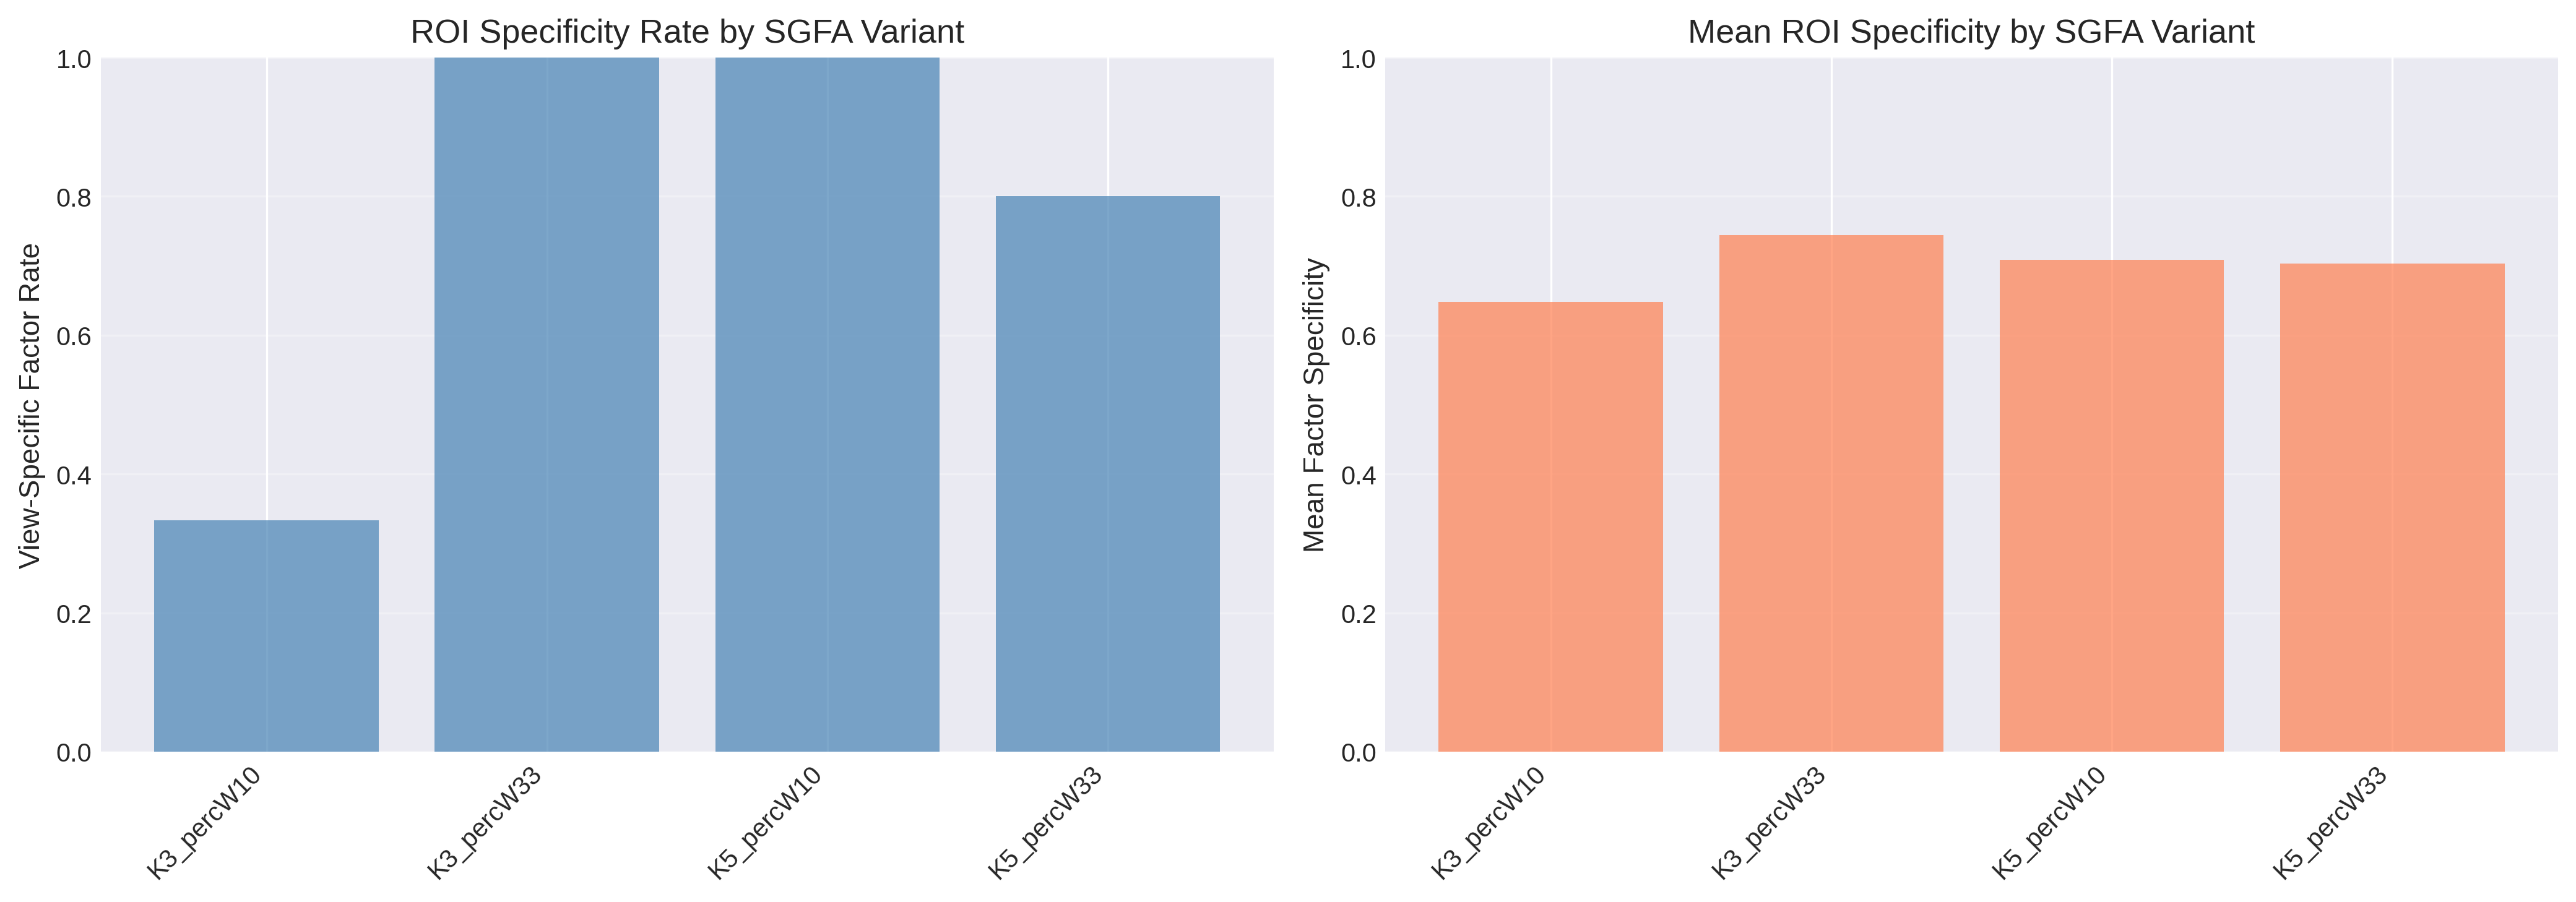 ROI Specificity Rate by SGFA Variant
View-Specific Factor Rate
1.0
0.8
0.6
0.4
0.2
0.0
K3_percW10
K3_percW33
K5_percW10
K5_percW33
Mean ROI Specificity by SGFA Variant
Mean Factor Specificity
1.0
0.8
0.6
0.4
0.2
0.0
K3_percW10
K3_percW33
K5_percW10
K5_percW33